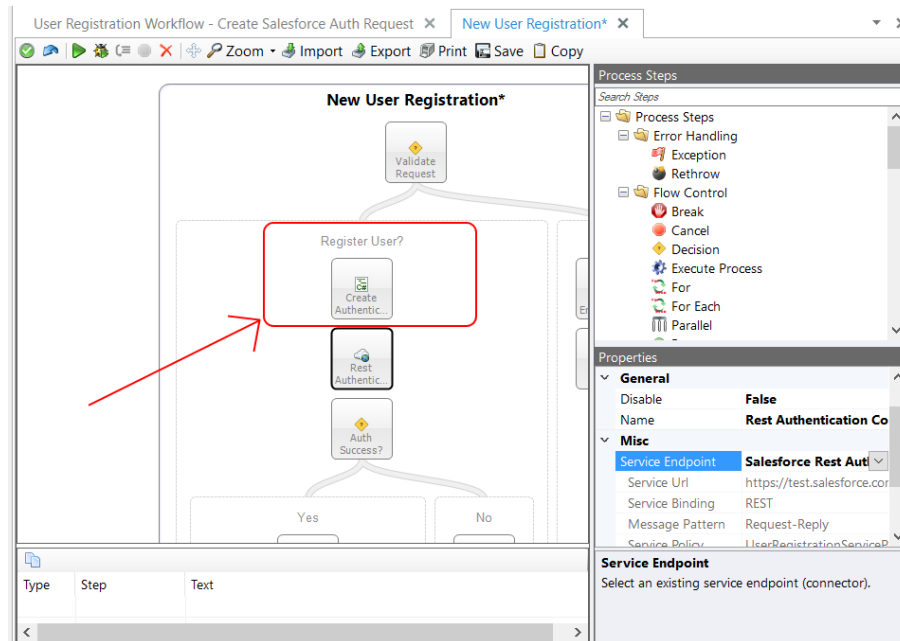 User Registration Workflow - Create Salesforce Auth Request
New User Registration*
Zoom Import Export Print Save Copy
New User Registration*
Validate
Request
Register User?
Create
Authentic...
Rest
Authentic...
Auth
Success?
Yes
No
Type Step Text
Process Steps
Search Steps
Process Steps
Error Handling
Exception
Rethrow
Flow Control
Break
Cancel
Decision
Execute Process
For
For Each
Parallel
Properties
General
Disable False
Name Rest Authentication Co
Misc
Service Endpoint Salesforce Rest Aut
Service Url https://test.salesforce.cor
Service Binding REST
Message Pattern Request-Reply
Service Policy UserRegistrationServiceP
Service Endpoint
Select an existing service endpoint (connector).